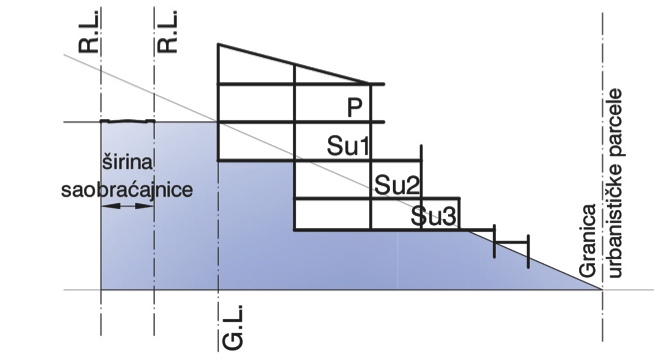 R.L.
R.L.
P
Su1
širina
saobraćajnice
Su2
Su3
Granica
urbanističke parcele
G.L.